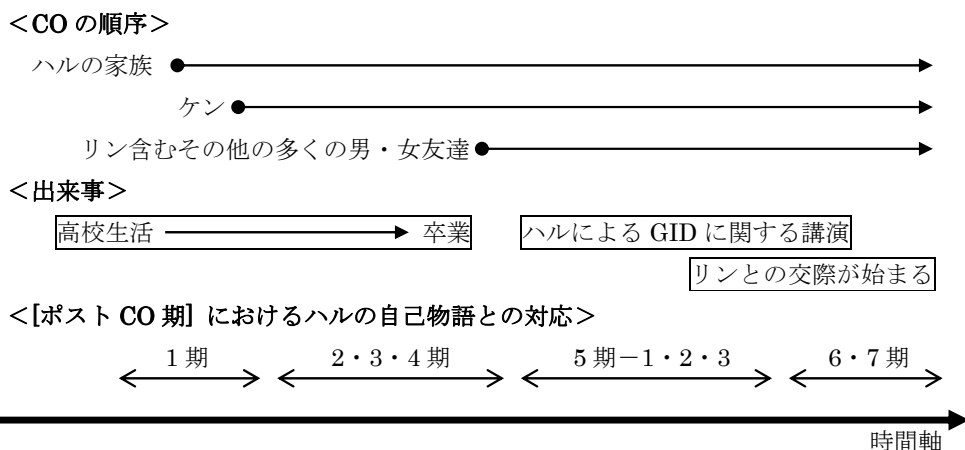 ＜CO の順序＞
ハルの家族
ケン
リン含むその他の多くの男・女友達
＜出来事＞
高校生活 卒業 ハルによる GID に関する講演
リンとの交際が始まる
＜[ポスト CO 期] におけるハルの自己物語との対応＞
1 期 2・3・4 期 5 期－1・2・3 6・7 期
時間軸